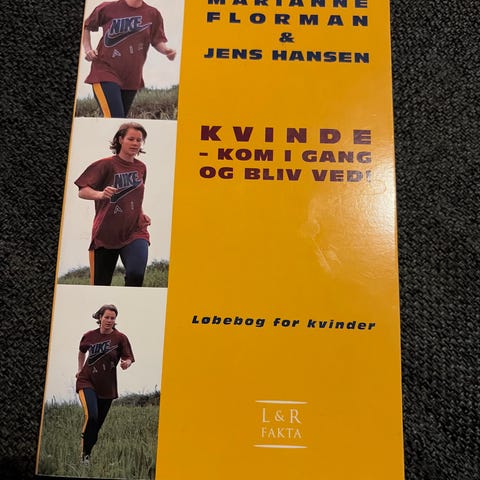 MARIANNE
FLORMAN
&
JENS HANSEN
KVINDE
- KOM I GANG
OG BLIV VED!
Løbebog for kvinder
L & R
FAKTA
NIKE
AIR
NIKE
AIR
NIKE
AIR